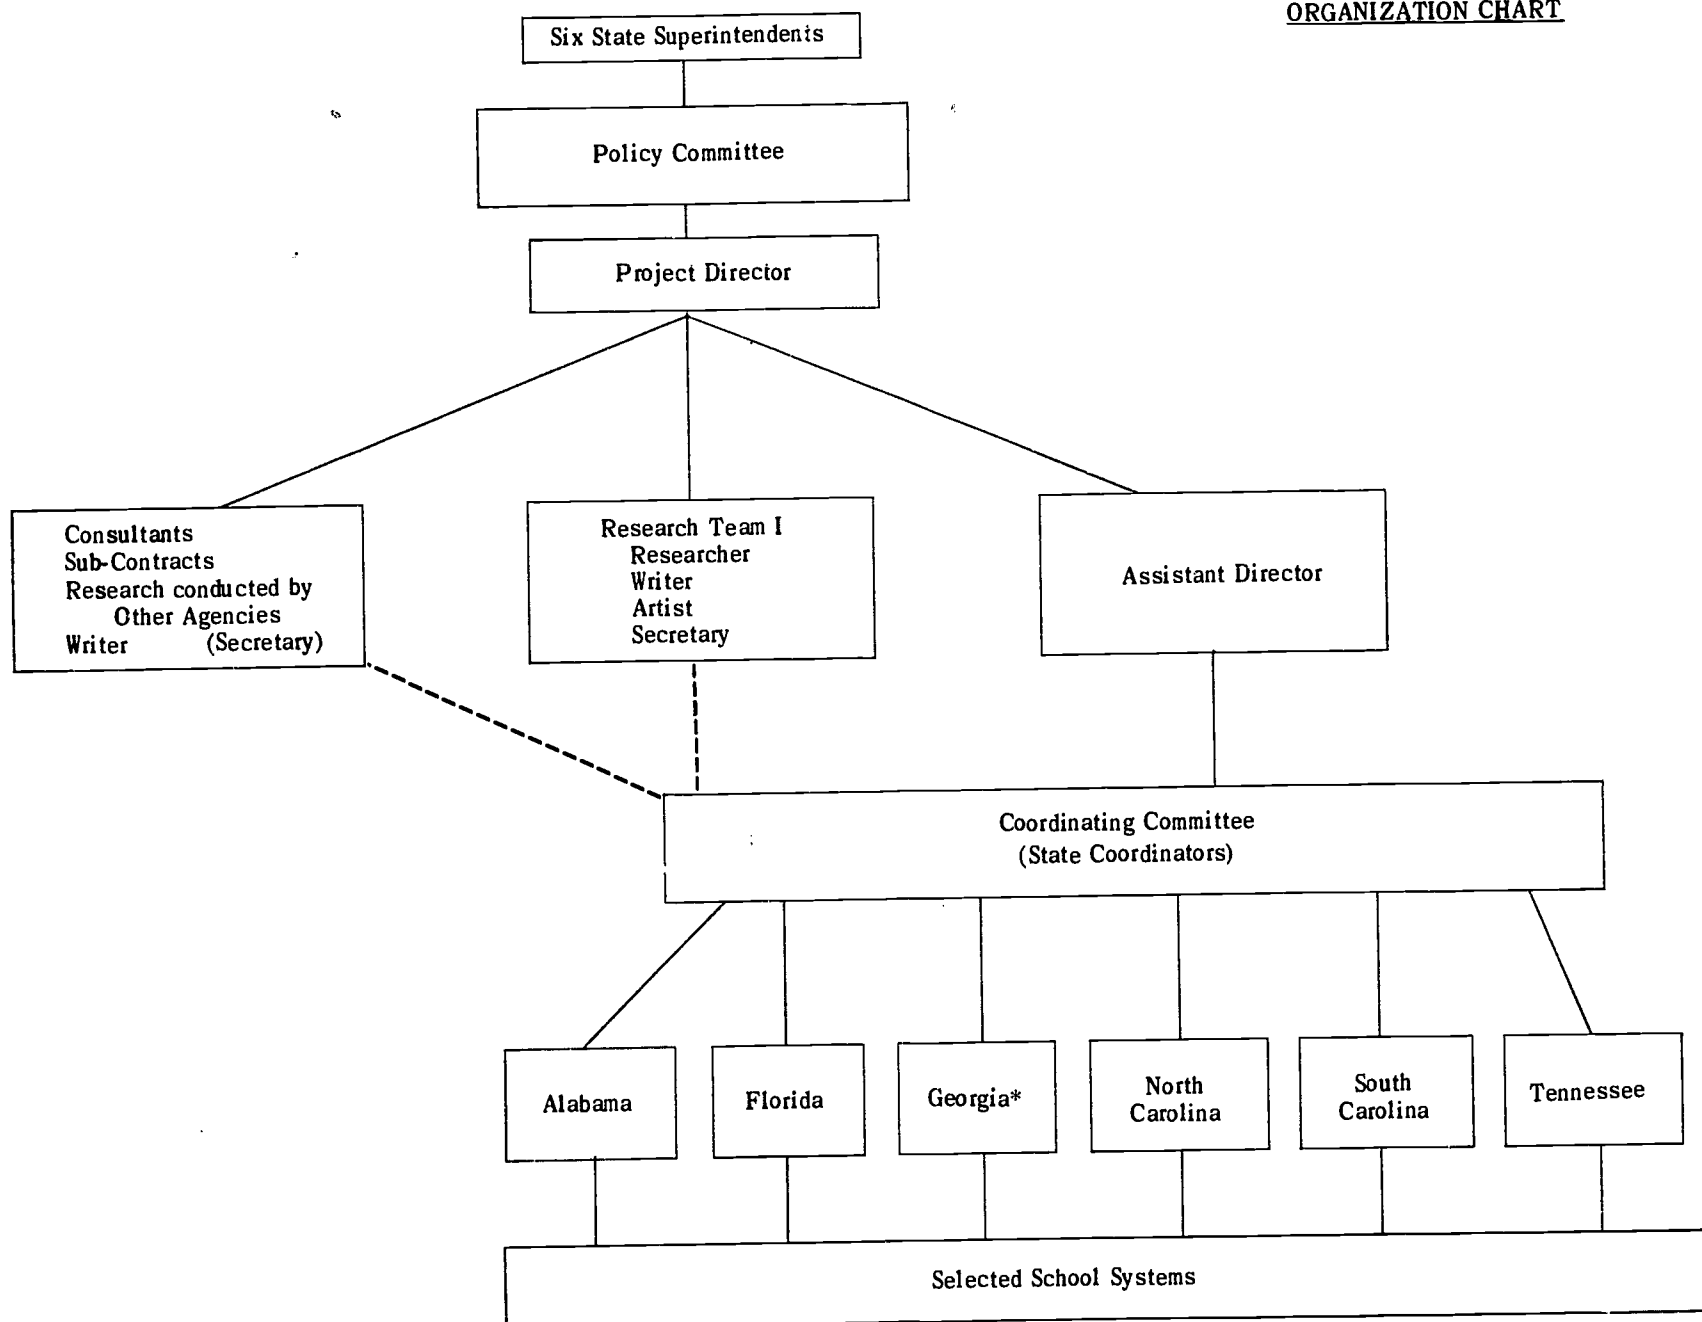 ORGANIZATION CHART
Six State Superintendents
Policy Committee
Project Director
Consultants
Sub-Contracts
Research conducted by
Other Agencies
Writer (Secretary)
Research Team I
Researcher
Writer
Artist
Secretary
Assistant Director
Coordinating Committee
(State Coordinators)
Alabama
Florida
Georgia*
North
Carolina
South
Carolina
Tennessee
Selected School Systems